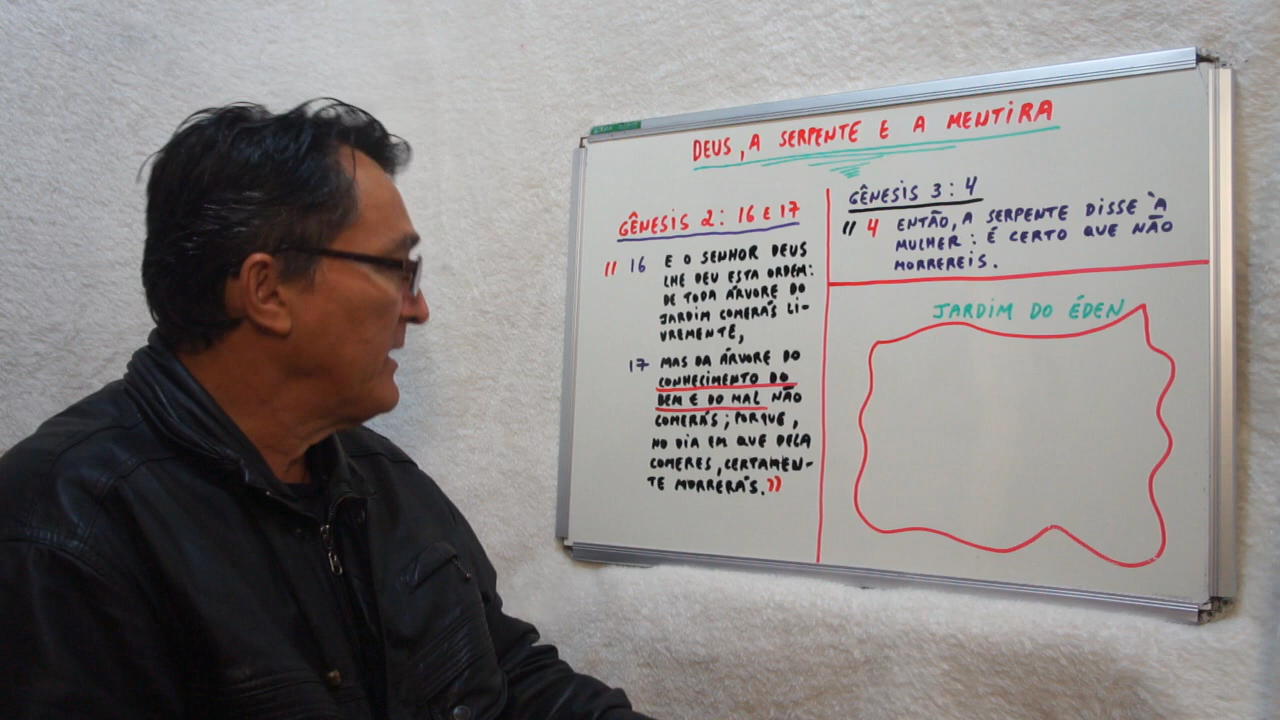 DEUS, A SERPENTE E A MENTIRA
GÊNESIS 2: 16 E 17
" 16 E O SENHOR DEUS
LHE DEU ESTA ORDEM:
DE TODA ÁRVORE DO
JARDIM COMERÁS LI-
VREMENTE,
17 MAS DA ÁRVORE DO
CONHECIMENTO DO
BEM E DO MAL NÃO
COMERÁS; PORQUE,
NO DIA EM QUE DELA
COMERES, CERTAMEN-
TE MORRERÁS."
GÊNESIS 3: 4
" 4 ENTÃO, A SERPENTE DISSE À
MULHER: É CERTO QUE NÃO
MORREREIS.
JARDIM DO ÉDEN